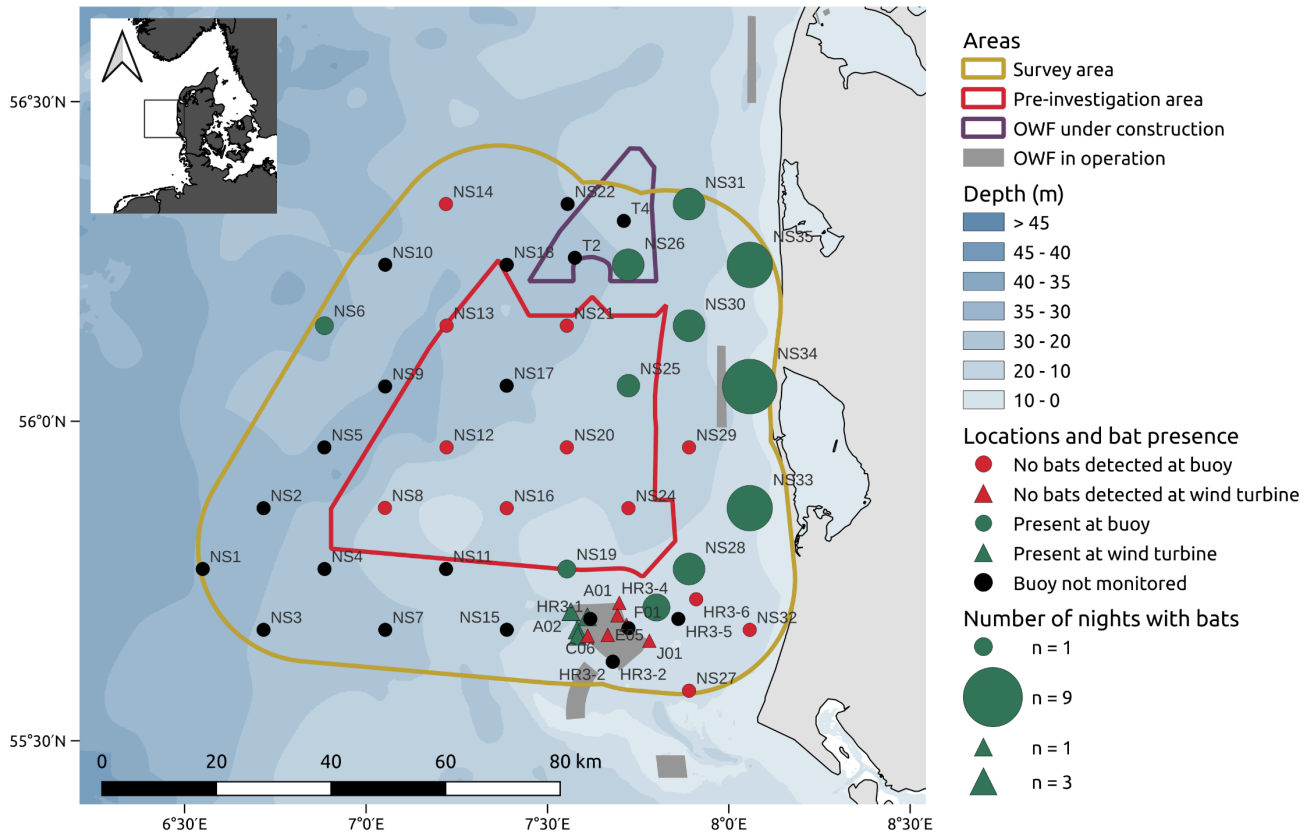 56°30'N
56°0'N
55°30'N
6°30'E
7°0'E
7°30'E
8°0'E
8°30'E
NS14
NS22
NS31
T4
NS10
NS18
T2
NS26
NS35
NS6
NS13
NS21
NS30
NS9
NS17
NS25
NS34
NS5
NS12
NS20
NS29
NS2
NS8
NS16
NS24
NS33
NS1
NS4
NS11
NS19
NS28
A01
HR3-4
HR3-1
F01
HR3-6
NS3
NS7
NS15
A02
E05
HR3-5
NS32
C06
J01
HR3-2
HR3-2
NS27
0 20 40 60 80 km
Areas
Survey area
Pre-investigation area
OWF under construction
OWF in operation
Depth (m)
> 45
45 - 40
40 - 35
35 - 30
30 - 20
20 - 10
10 - 0
Locations and bat presence
No bats detected at buoy
No bats detected at wind turbine
Present at buoy
Present at wind turbine
Buoy not monitored
Number of nights with bats
n = 1
n = 9
n = 1
n = 3